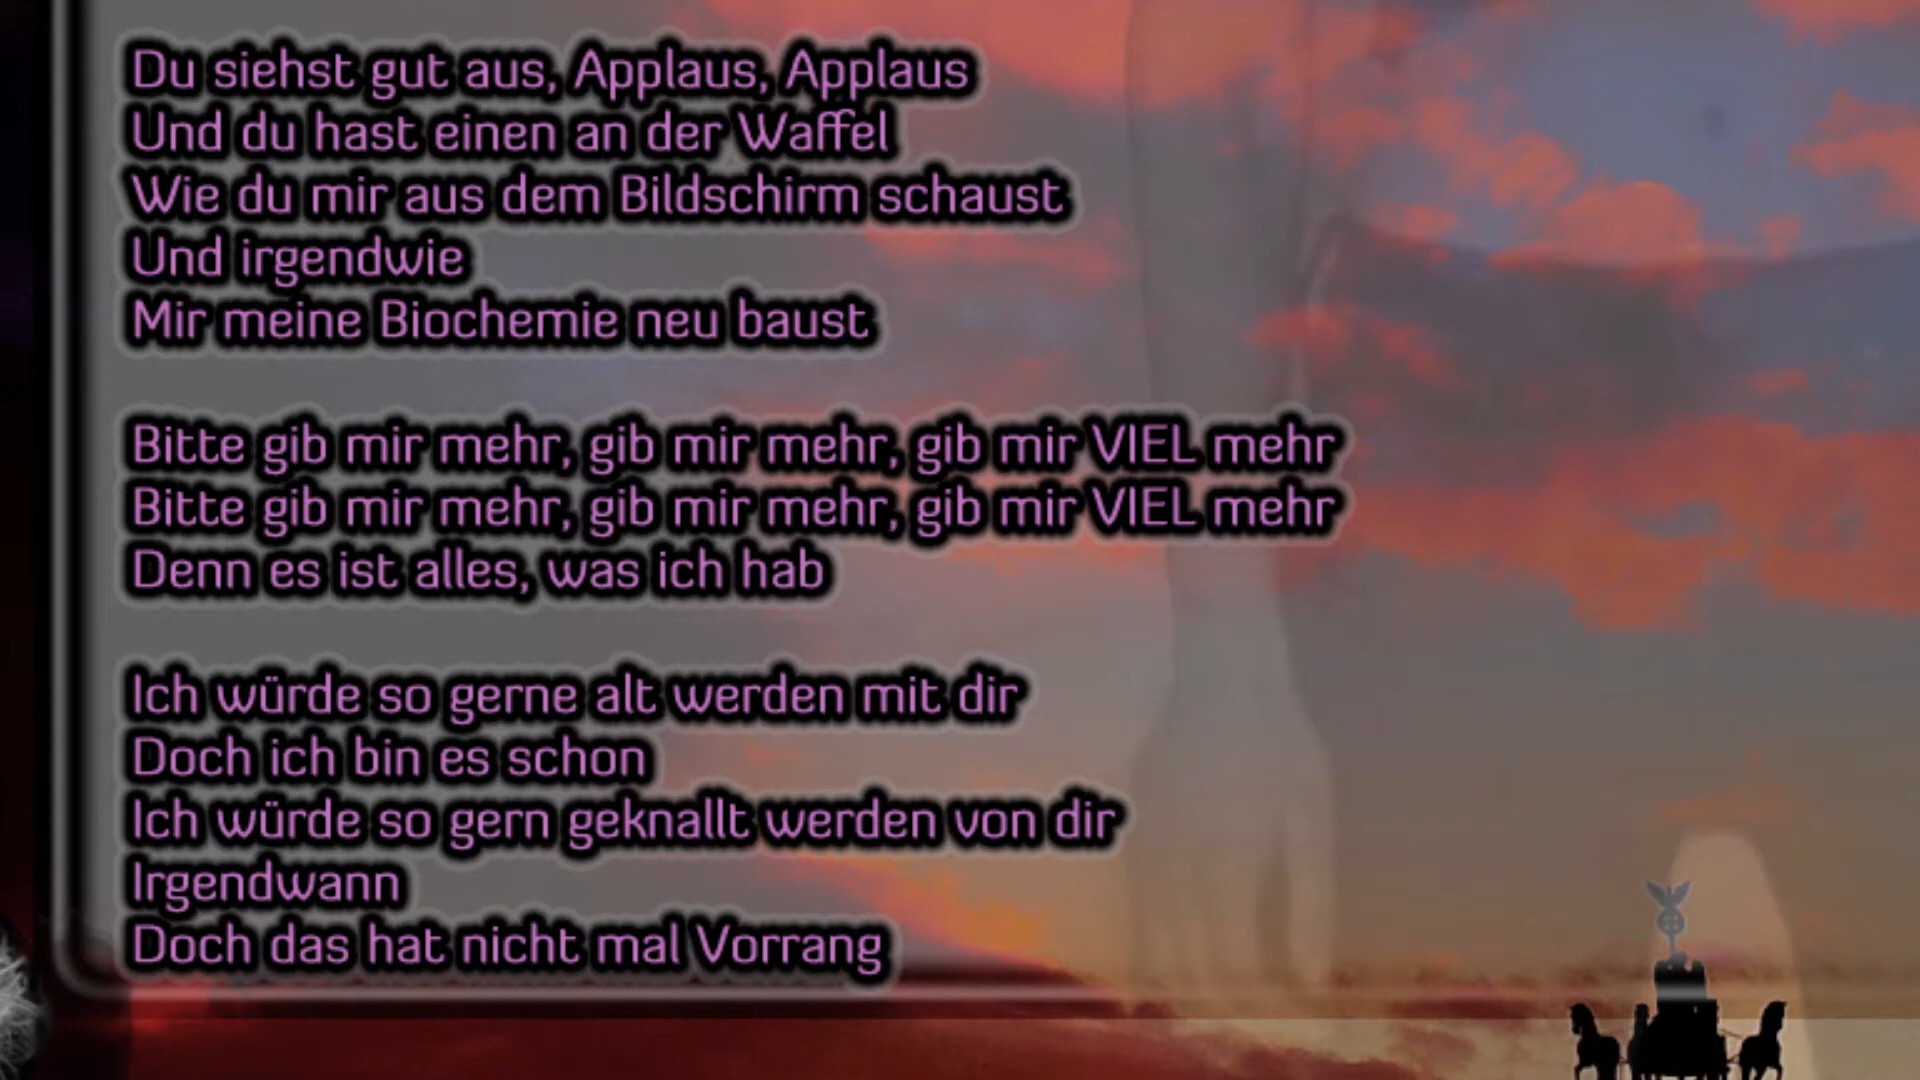 Du siehst gut aus, Applaus, Applaus
Und du hast einen an der Waffel
Wie du mir aus dem Bildschirm schaust
Und irgendwie
Mir meine Biochemie neu baust
Bitte gib mir mehr, gib mir mehr, gib mir VIEL mehr
Bitte gib mir mehr, gib mir mehr, gib mir VIEL mehr
Denn es ist alles, was ich hab
Ich würde so gerne alt werden mit dir
Doch ich bin es schon
Ich würde so gern geknallt werden von dir
Irgendwann
Doch das hat nicht mal Vorrang